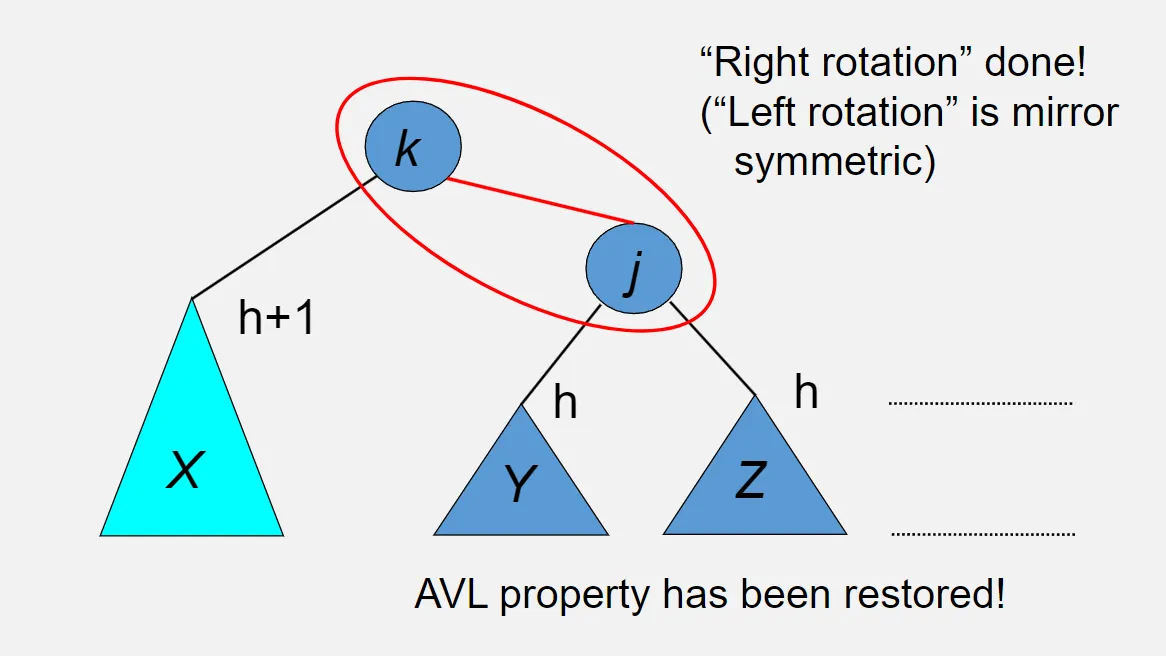 “Right rotation” done!
(“Left rotation” is mirror
symmetric)
k
j
h+1
h
h
X
Y
Z
AVL property has been restored!